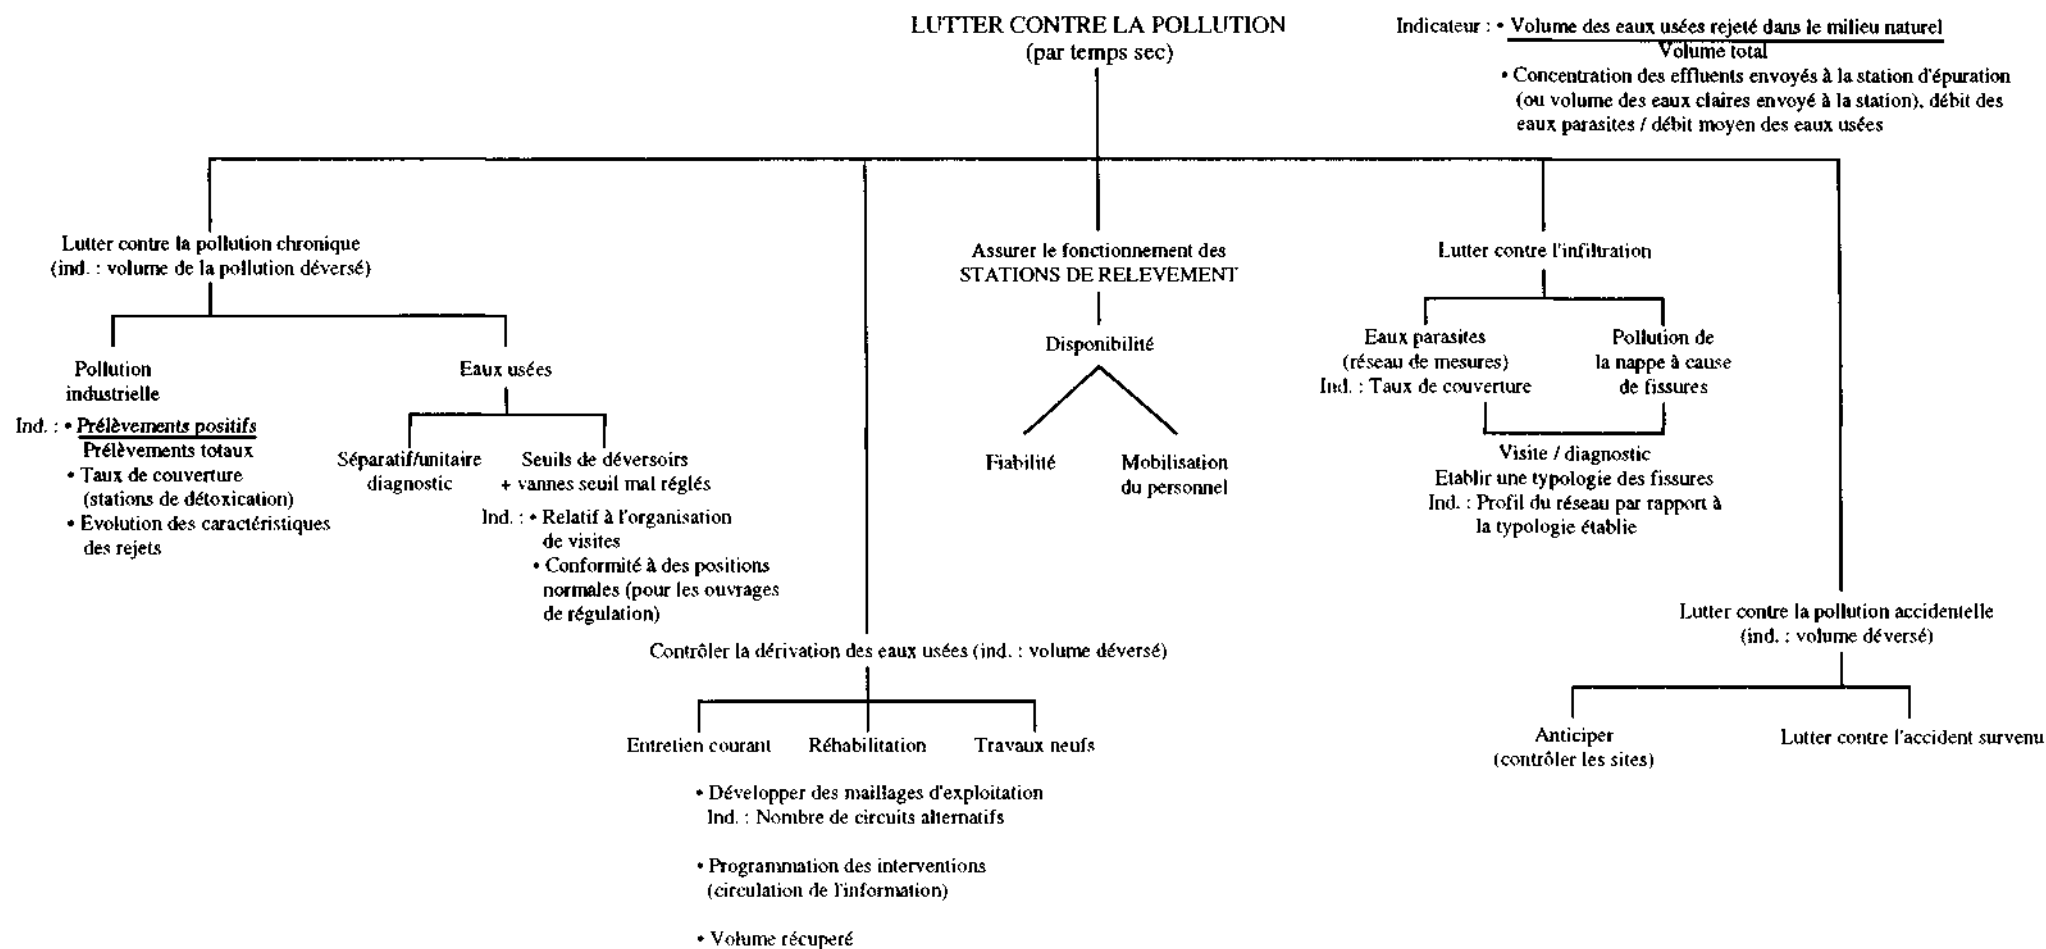 LUTTER CONTRE LA POLLUTION
(par temps sec)
Indicateur : • Volume des eaux usées rejeté dans le milieu naturel
Volume total
• Concentration des effluents envoyés à la station d'épuration
(ou volume des eaux claires envoyé à la station), débit des
eaux parasites / débit moyen des eaux usées
Lutter contre la pollution chronique
(ind. : volume de la pollution déversé)
Pollution
industrielle
Ind. : • Prélèvements positifs
Prélèvements totaux
• Taux de couverture
(stations de détoxication)
• Evolution des caractéristiques
des rejets
Eaux usées
Séparatif/unitaire
diagnostic
Seuils de déversoirs
+ vannes seuil mal réglés
Ind. : • Relatif à l'organisation
de visites
• Conformité à des positions
normales (pour les ouvrages
de régulation)
Contrôler la dérivation des eaux usées (ind. : volume déversé)
Entretien courant
Réhabilitation
Travaux neufs
• Développer des maillages d'exploitation
Ind. : Nombre de circuits alternatifs
• Programmation des interventions
(circulation de l'information)
• Volume récuperé
Assurer le fonctionnement des
STATIONS DE RELEVEMENT
Disponibilité
Fiabilité
Mobilisation
du personnel
Lutter contre l'infiltration
Eaux parasites
(réseau de mesures)
Ind. : Taux de couverture
Pollution de
la nappe à cause
de fissures
Visite / diagnostic
Etablir une typologie des fissures
Ind. : Profil du réseau par rapport à
la typologie établie
Lutter contre la pollution accidentelle
(ind. : volume déversé)
Anticiper
(contrôler les sites)
Lutter contre l'accident survenu